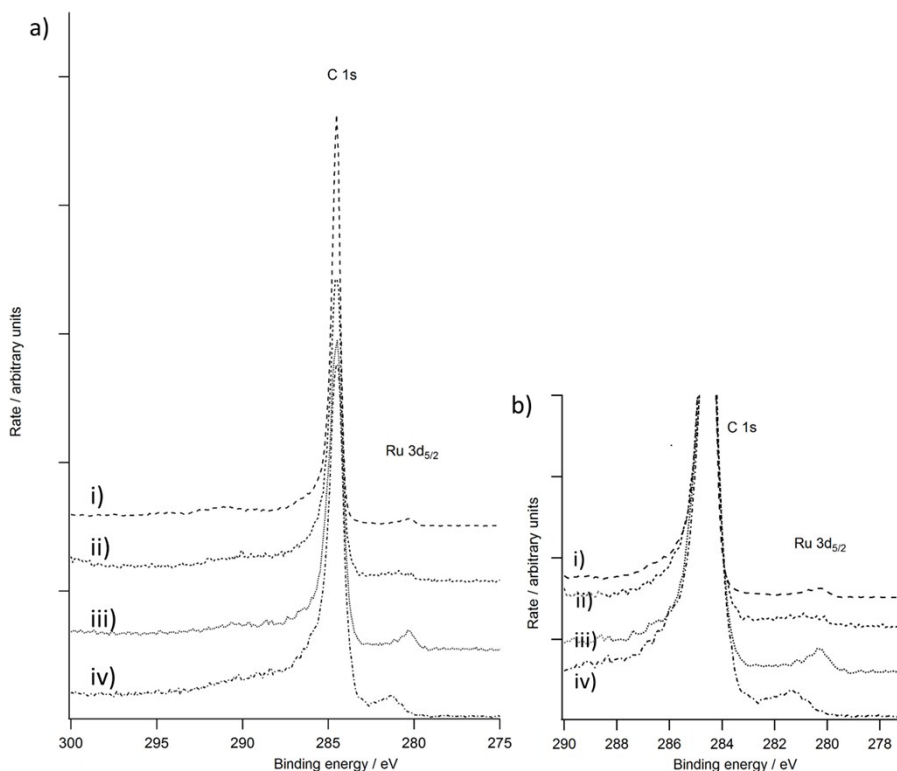 a)
C 1s
Ru 3d5/2
Rate / arbitrary units
i)
ii)
iii)
iv)
300 295 290 285 280 275
Binding energy / eV
b)
C 1s
Ru 3d5/2
Rate / arbitrary units
i)
ii)
iii)
iv)
290 288 286 284 282 280 278
Binding energy / eV